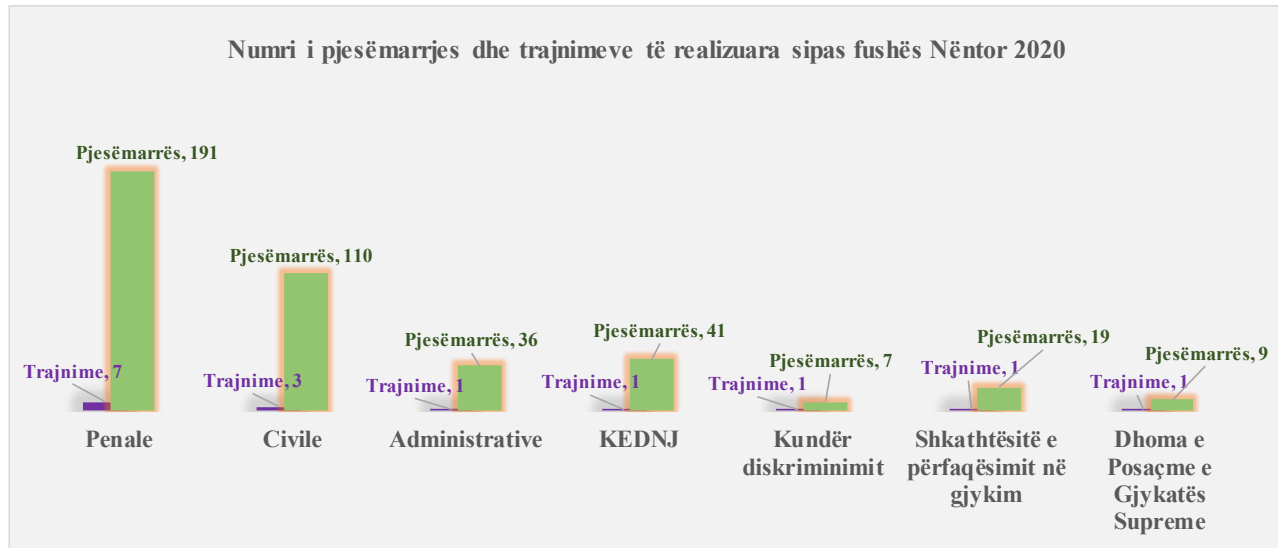 Numri i pjesëmarrjes dhe trajnimeve të realizuara sipas fushës Nëntor 2020
Pjesëmarrës, 191
Trajnime, 7
Pjesëmarrës, 110
Trajnime, 3
Pjesëmarrës, 36
Trajnime, 1
Pjesëmarrës, 41
Trajnime, 1
Pjesëmarrës, 7
Trajnime, 1
Pjesëmarrës, 19
Trajnime, 1
Pjesëmarrës, 9
Trajnime, 1
Penale
Civile
Administrative
KEDNJ
Kundër
diskriminimit
Shkathtësitë e
përfaqësimit në
gjykim
Dhoma e
Posaçme e
Gjykatës
Supreme